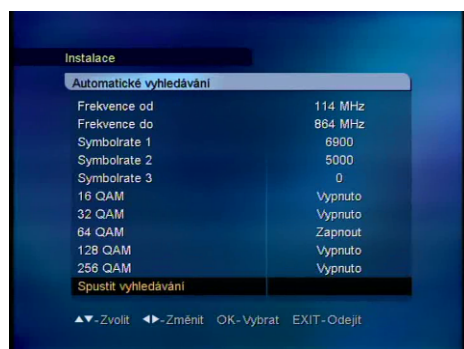 Instalace
Automatické vyhledávání
Frekvence od 114 MHz
Frekvence do 864 MHz
Symbolrate 1 6900
Symbolrate 2 5000
Symbolrate 3 0
16 QAM Vypnuto
32 QAM Vypnuto
64 QAM Zapnout
128 QAM Vypnuto
256 QAM Vypnuto
Spustit vyhledávání
▲▼-Zvolit ◀▶-Změnit OK-Vybrat EXIT-Odejit